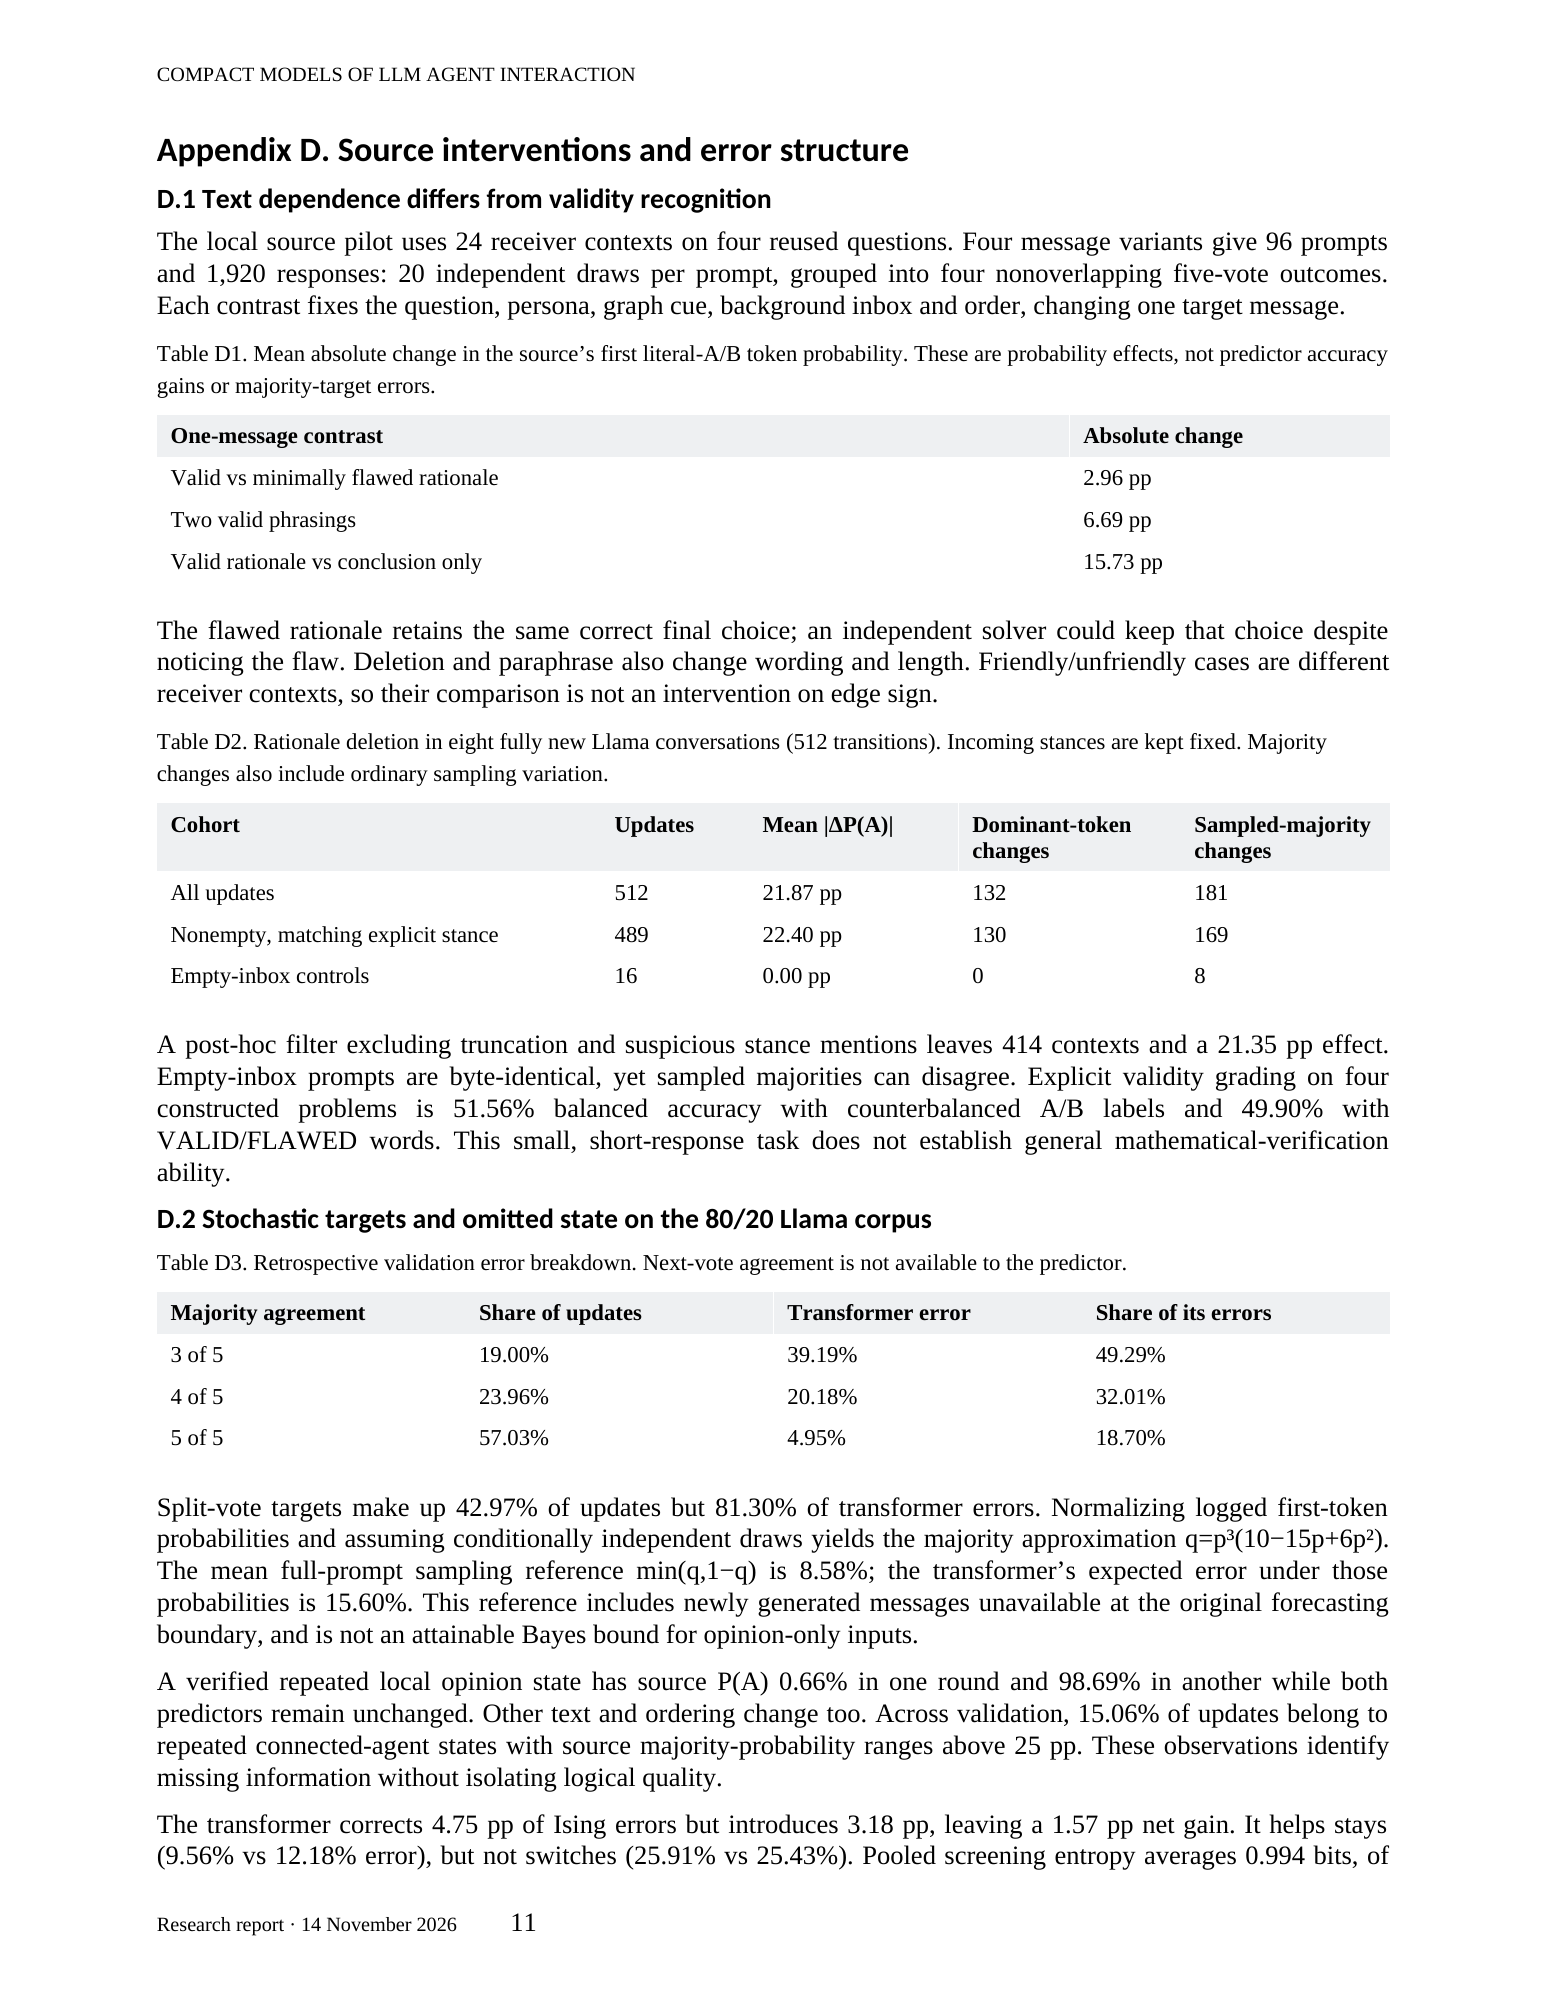 COMPACT MODELS OF LLM AGENT INTERACTION
Appendix D. Source interventions and error structure
D.1 Text dependence differs from validity recognition
The local source pilot uses 24 receiver contexts on four reused questions. Four message variants give 96 prompts
and 1,920 responses: 20 independent draws per prompt, grouped into four nonoverlapping five-vote outcomes.
Each contrast fixes the question, persona, graph cue, background inbox and order, changing one target message.
Table D1. Mean absolute change in the source’s first literal-A/B token probability. These are probability effects, not predictor accuracy
gains or majority-target errors.
One-message contrast Absolute change
Valid vs minimally flawed rationale 2.96 pp
Two valid phrasings 6.69 pp
Valid rationale vs conclusion only 15.73 pp
The flawed rationale retains the same correct final choice; an independent solver could keep that choice despite
noticing the flaw. Deletion and paraphrase also change wording and length. Friendly/unfriendly cases are different
receiver contexts, so their comparison is not an intervention on edge sign.
Table D2. Rationale deletion in eight fully new Llama conversations (512 transitions). Incoming stances are kept fixed. Majority
changes also include ordinary sampling variation.
Cohort Updates Mean |ΔP(A)| Dominant-token changes Sampled-majority changes
All updates 512 21.87 pp 132 181
Nonempty, matching explicit stance 489 22.40 pp 130 169
Empty-inbox controls 16 0.00 pp 0 8
A post-hoc filter excluding truncation and suspicious stance mentions leaves 414 contexts and a 21.35 pp effect.
Empty-inbox prompts are byte-identical, yet sampled majorities can disagree. Explicit validity grading on four
constructed problems is 51.56% balanced accuracy with counterbalanced A/B labels and 49.90% with
VALID/FLAWED words. This small, short-response task does not establish general mathematical-verification
ability.
D.2 Stochastic targets and omitted state on the 80/20 Llama corpus
Table D3. Retrospective validation error breakdown. Next-vote agreement is not available to the predictor.
Majority agreement Share of updates Transformer error Share of its errors
3 of 5 19.00% 39.19% 49.29%
4 of 5 23.96% 20.18% 32.01%
5 of 5 57.03% 4.95% 18.70%
Split-vote targets make up 42.97% of updates but 81.30% of transformer errors. Normalizing logged first-token
probabilities and assuming conditionally independent draws yields the majority approximation q=p³(10−15p+6p²).
The mean full-prompt sampling reference min(q,1−q) is 8.58%; the transformer’s expected error under those
probabilities is 15.60%. This reference includes newly generated messages unavailable at the original forecasting
boundary, and is not an attainable Bayes bound for opinion-only inputs.
A verified repeated local opinion state has source P(A) 0.66% in one round and 98.69% in another while both
predictors remain unchanged. Other text and ordering change too. Across validation, 15.06% of updates belong to
repeated connected-agent states with source majority-probability ranges above 25 pp. These observations identify
missing information without isolating logical quality.
The transformer corrects 4.75 pp of Ising errors but introduces 3.18 pp, leaving a 1.57 pp net gain. It helps stays
(9.56% vs 12.18% error), but not switches (25.91% vs 25.43%). Pooled screening entropy averages 0.994 bits, of
Research report · 14 November 2026 11